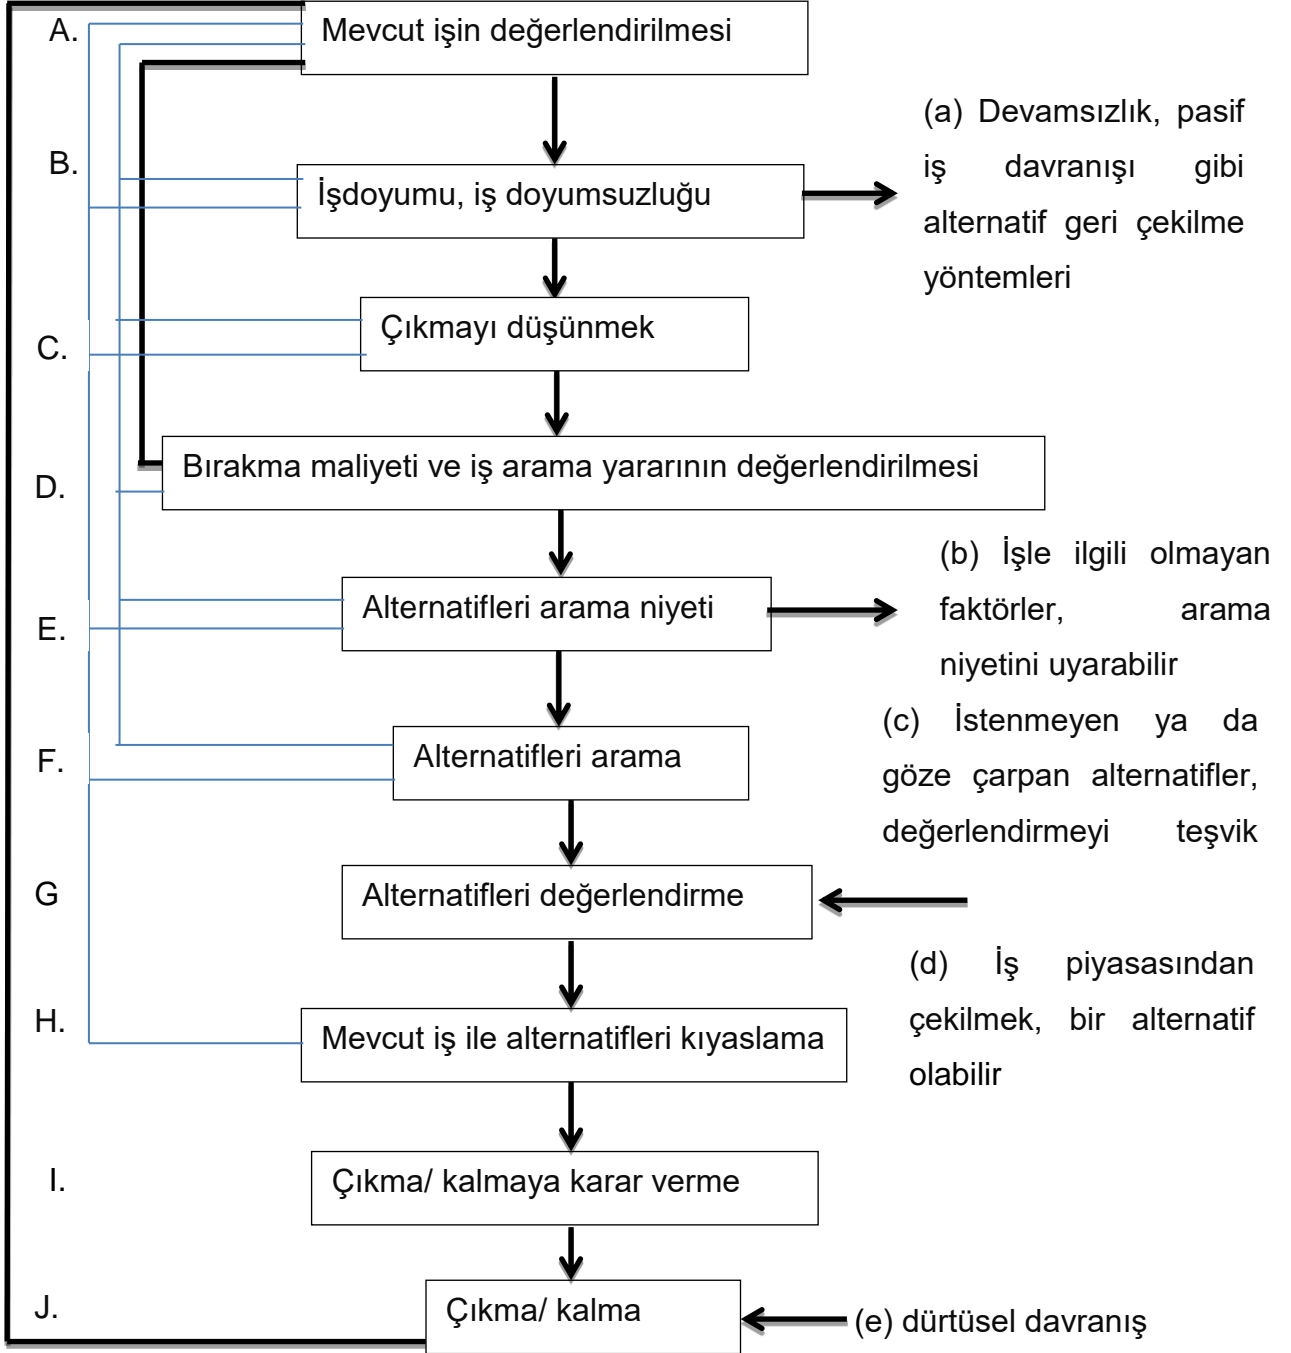 A.
Mevcut işin değerlendirilmesi
(a) Devamsızlık, pasif
iş davranışı gibi
alternatif geri çekilme
yöntemleri
B.
İşdoyumu, iş doyumsuzluğu
C.
Çıkmayı düşünmek
D.
Bırakma maliyeti ve iş arama yararının değerlendirilmesi
(b) İşle ilgili olmayan
faktörler, arama
niyetini uyarabilir
E.
Alternatifleri arama niyeti
(c) İstenmeyen ya da
göze çarpan alternatifler,
değerlendirmeyi teşvik
F.
Alternatifleri arama
G
Alternatifleri değerlendirme
(d) İş piyasasından
çekilmek, bir alternatif
olabilir
H.
Mevcut iş ile alternatifleri kıyaslama
I.
Çıkma/ kalmaya karar verme
J.
Çıkma/ kalma
(e) dürtüsel davranış